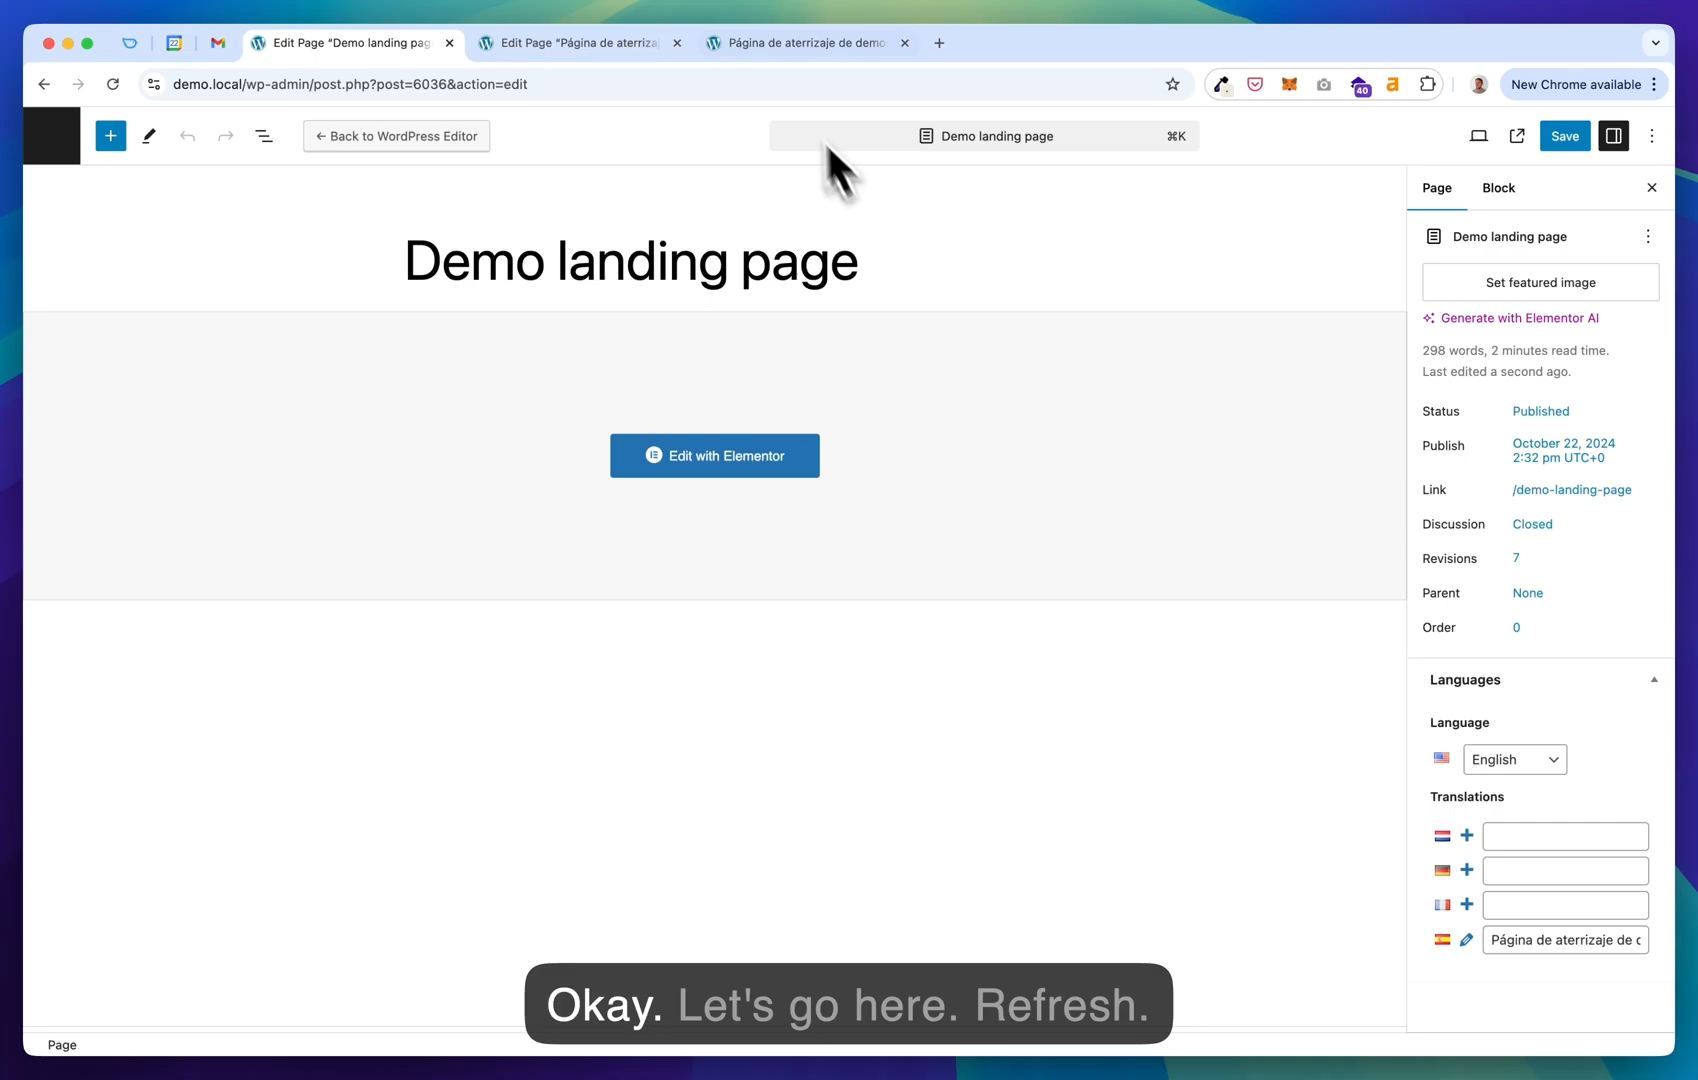 22
Edit Page “Demo landing pag
Edit Page “Página de aterriza
Página de aterrizaje de demo
demo.local/wp-admin/post.php?post=6036&action=edit
40
a
New Chrome available
← Back to WordPress Editor
Demo landing page
⌘K
Save
Page
Block
Demo landing page
Demo landing page
Set featured image
Generate with Elementor AI
298 words, 2 minutes read time.
Last edited a second ago.
Status
Published
Publish
October 22, 2024
2:32 pm UTC+0
Edit with Elementor
Link
/demo-landing-page
Discussion
Closed
Revisions
7
Parent
None
Order
0
Languages
Language
English
Translations
Página de aterrizaje de c
Okay. Let's go here. Refresh.
Page